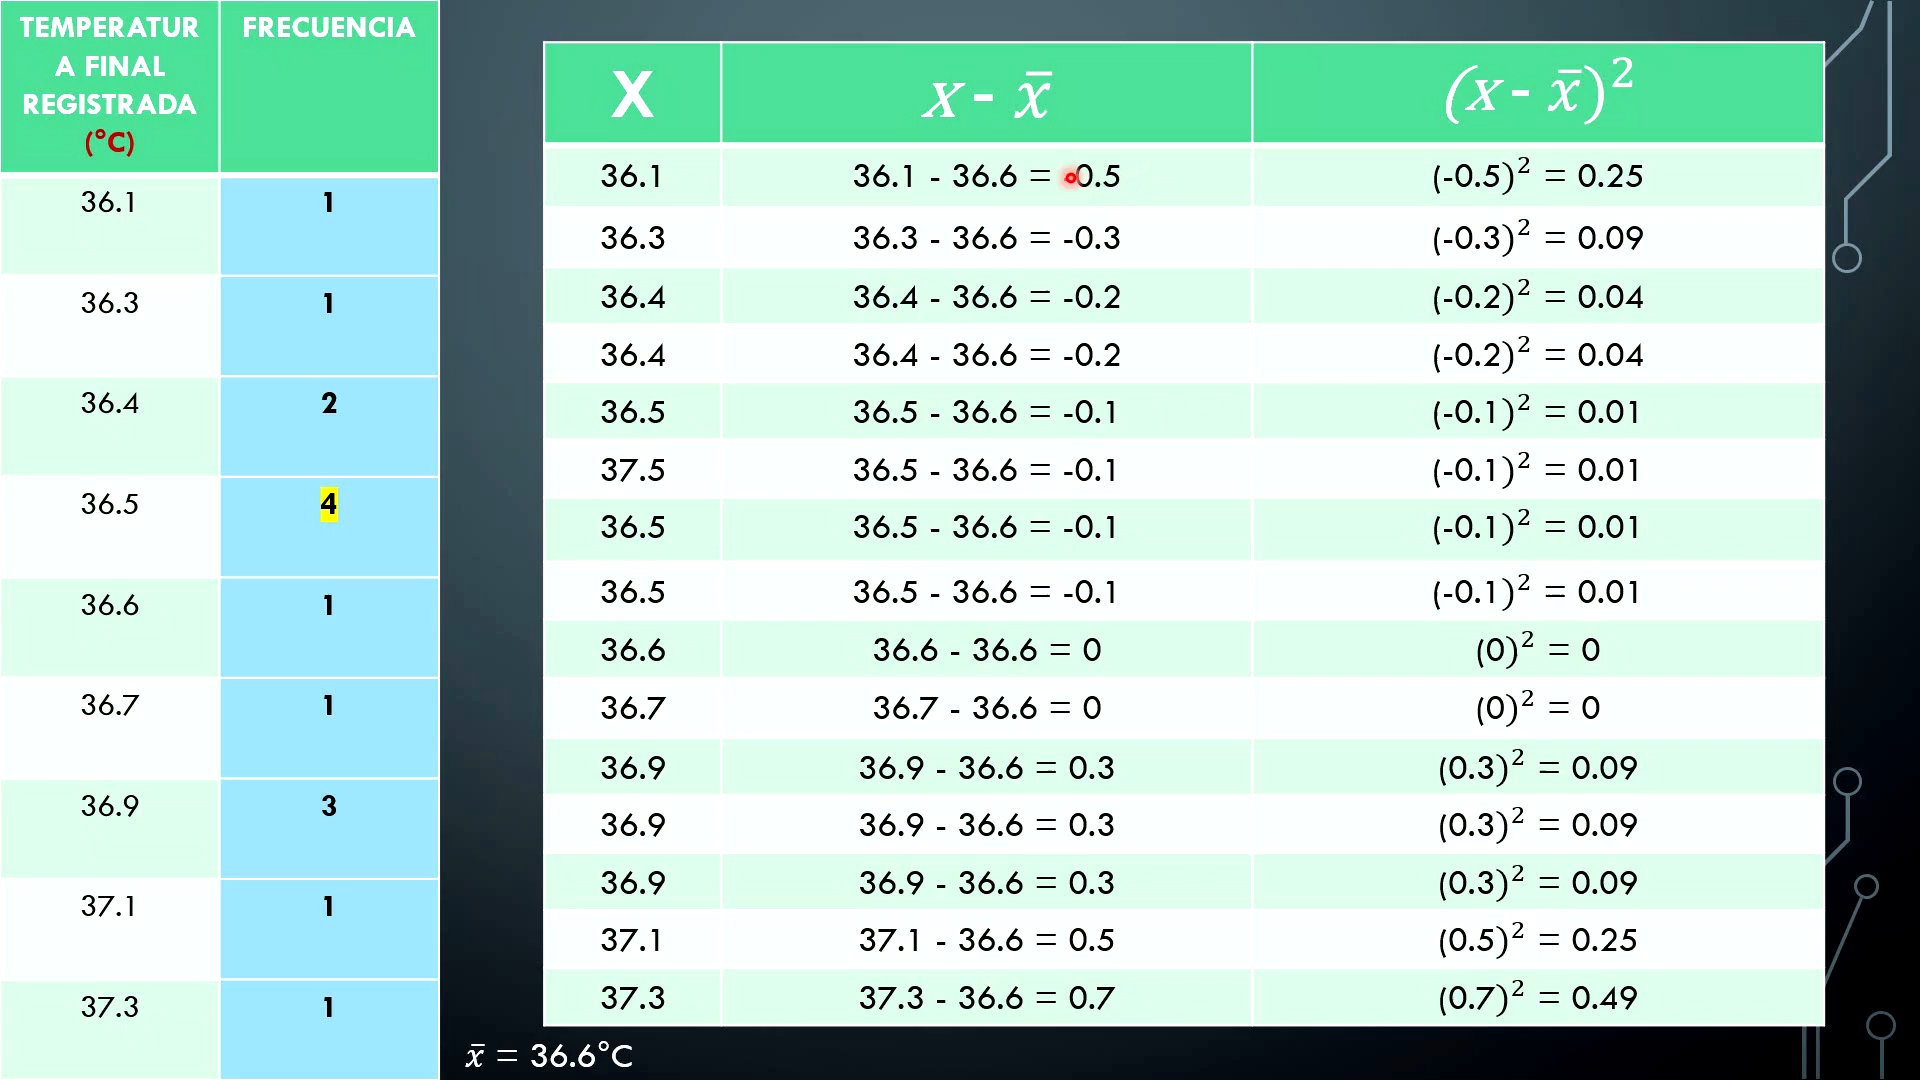 TEMPERATUR
A FINAL
REGISTRADA
(°C)
FRECUENCIA
36.1 1
36.3 1
36.4 2
36.5 4
36.6 1
36.7 1
36.9 3
37.1 1
37.3 1
X x - x̄ (x - x̄)²
36.1 36.1 - 36.6 = -0.5 (-0.5)² = 0.25
36.3 36.3 - 36.6 = -0.3 (-0.3)² = 0.09
36.4 36.4 - 36.6 = -0.2 (-0.2)² = 0.04
36.4 36.4 - 36.6 = -0.2 (-0.2)² = 0.04
36.5 36.5 - 36.6 = -0.1 (-0.1)² = 0.01
37.5 36.5 - 36.6 = -0.1 (-0.1)² = 0.01
36.5 36.5 - 36.6 = -0.1 (-0.1)² = 0.01
36.5 36.5 - 36.6 = -0.1 (-0.1)² = 0.01
36.6 36.6 - 36.6 = 0 (0)² = 0
36.7 36.7 - 36.6 = 0 (0)² = 0
36.9 36.9 - 36.6 = 0.3 (0.3)² = 0.09
36.9 36.9 - 36.6 = 0.3 (0.3)² = 0.09
36.9 36.9 - 36.6 = 0.3 (0.3)² = 0.09
37.1 37.1 - 36.6 = 0.5 (0.5)² = 0.25
37.3 37.3 - 36.6 = 0.7 (0.7)² = 0.49
x̄ = 36.6°C